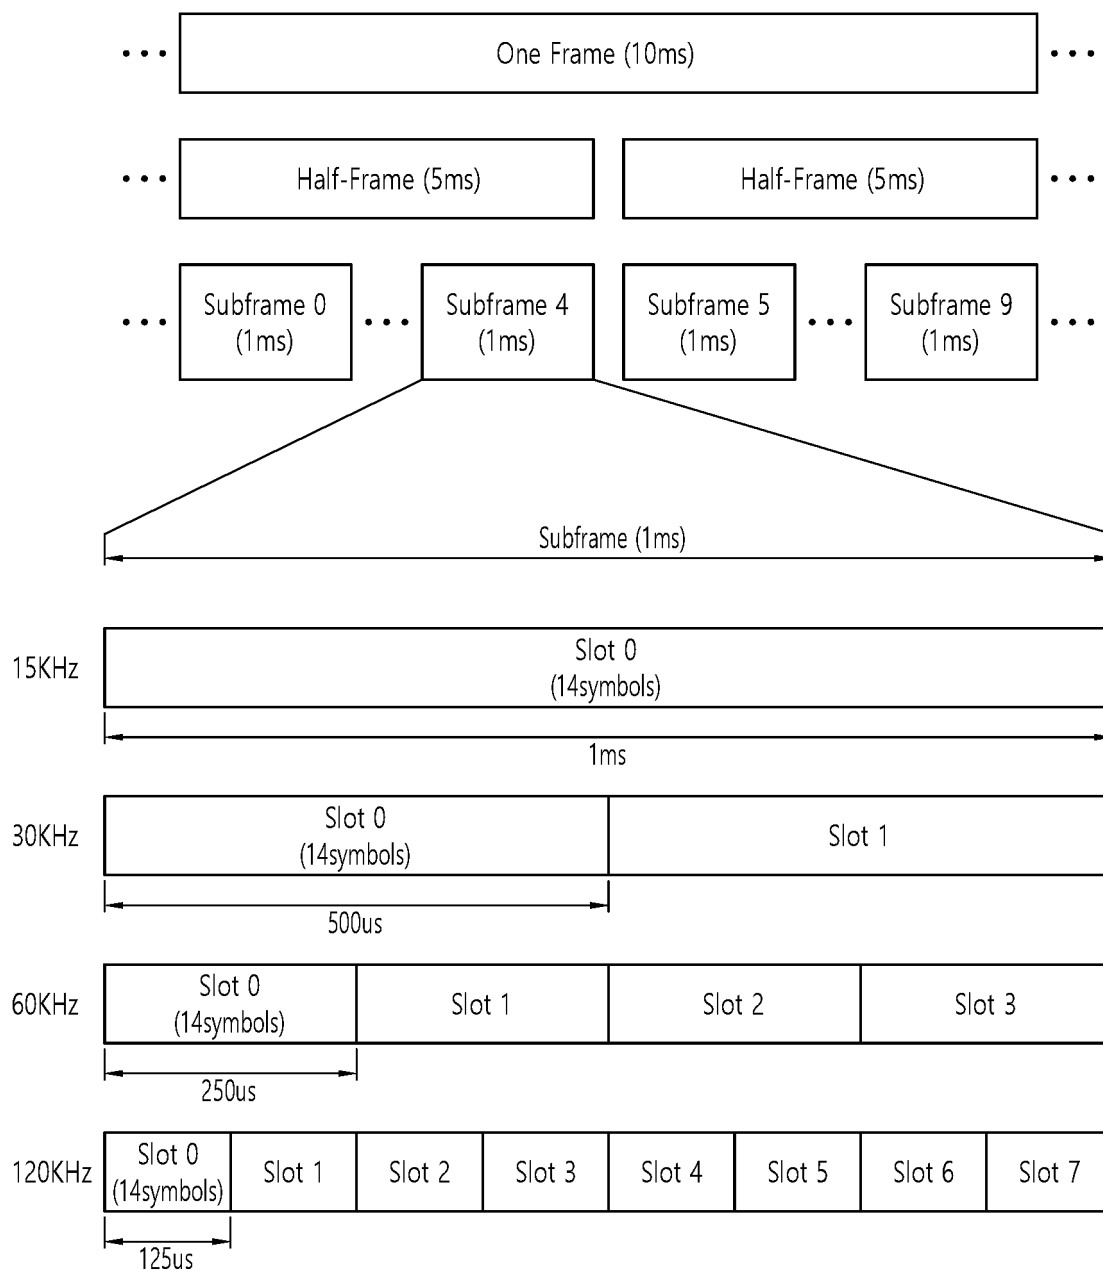 One Frame (10ms)
Half-Frame (5ms)
Half-Frame (5ms)
Subframe 0
(1ms)
Subframe 4
(1ms)
Subframe 5
(1ms)
Subframe 9
(1ms)
Subframe (1ms)
15KHz
Slot 0
(14symbols)
1ms
30KHz
Slot 0
(14symbols)
Slot 1
500us
60KHz
Slot 0
(14symbols)
Slot 1
Slot 2
Slot 3
250us
120KHz
Slot 0
(14symbols)
Slot 1
Slot 2
Slot 3
Slot 4
Slot 5
Slot 6
Slot 7
125us